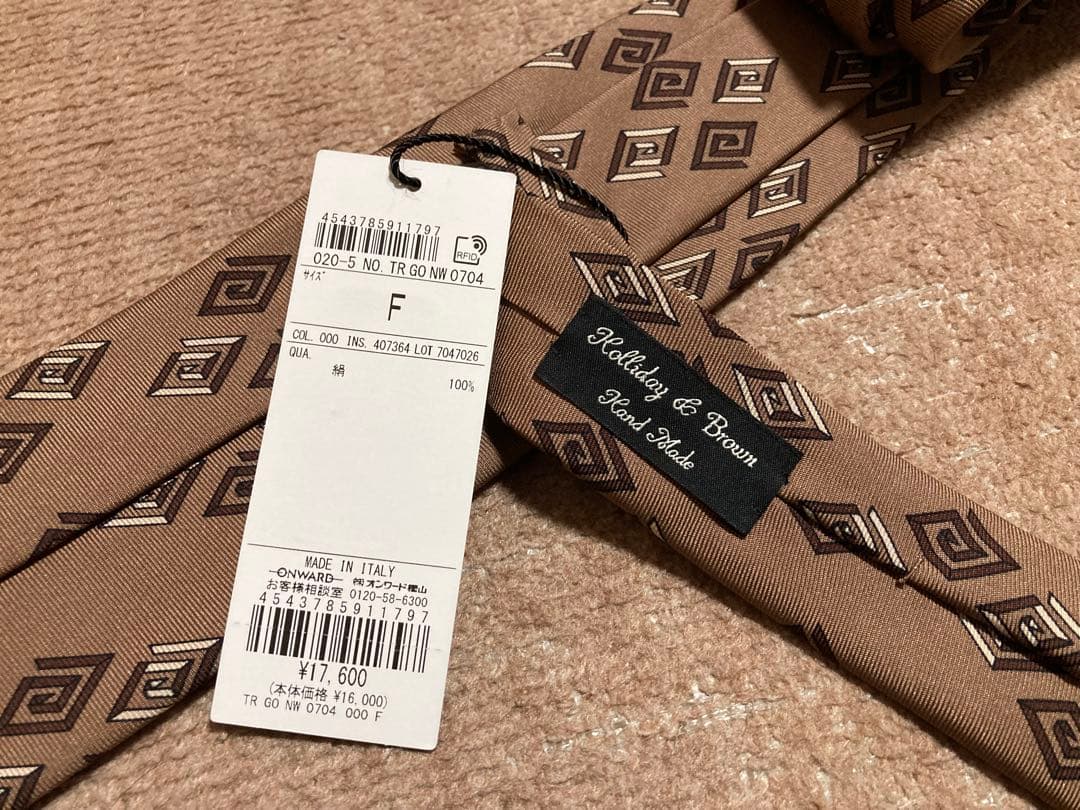 4543785911797
RFID
020-5 NO. TR GO NW 0704
サイズ
F
COL. 000 INS. 407364 LOT 7047026
QUA.
絹 100%
MADE IN ITALY
ONWARD ㈱オンワード樫山
お客様相談室 0120-58-6300
4543785911797
¥17,600
(本体価格 ¥16,000)
TR GO NW 0704 000 F
Holliday & Brown
Hand Made